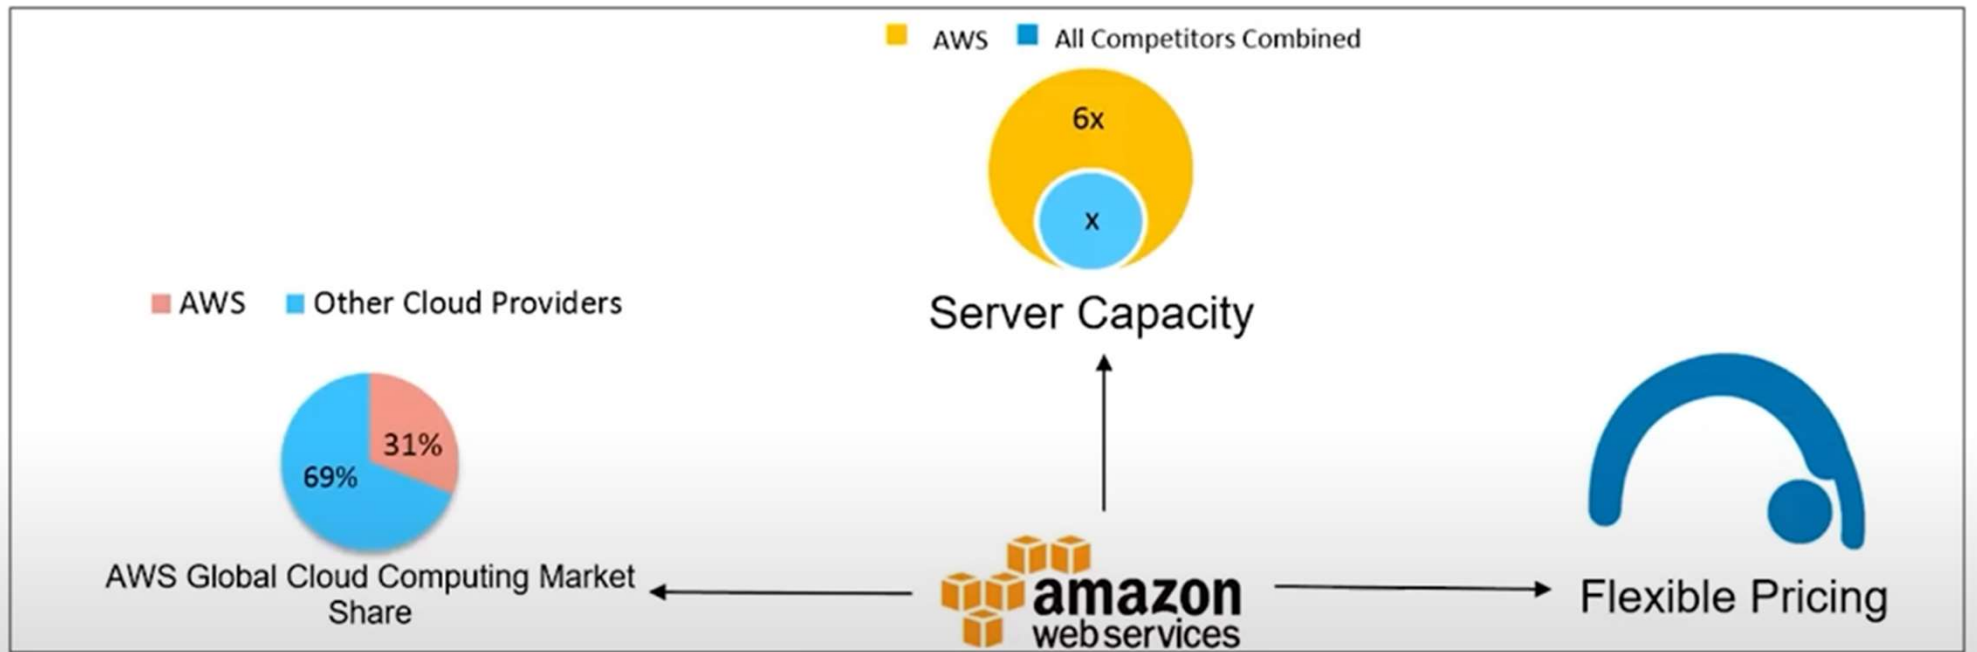 AWS All Competitors Combined
6x
x
Server Capacity
AWS Other Cloud Providers
31%
69%
AWS Global Cloud Computing Market
Share
amazon
webservices
Flexible Pricing